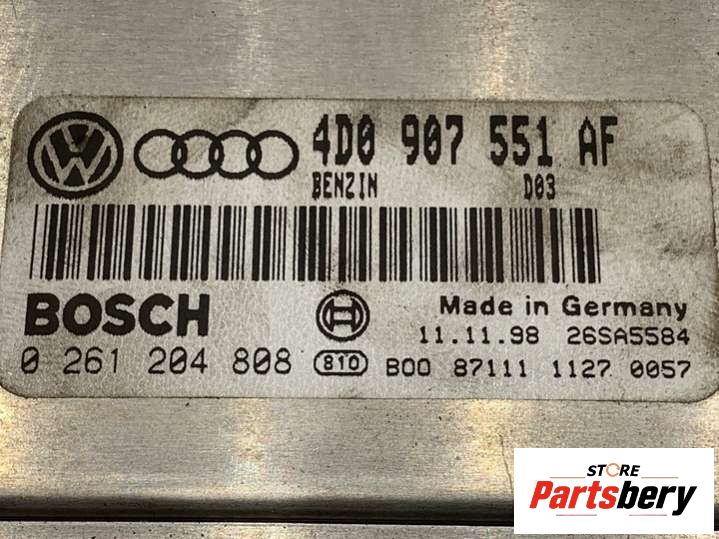 VW 4D0 907 551 AF
BENZIN D03
BOSCH
Made in Germany
11.11.98 26SA5584
0 261 204 808 810 B00 87111 1127 0057
STORE
Partsbery